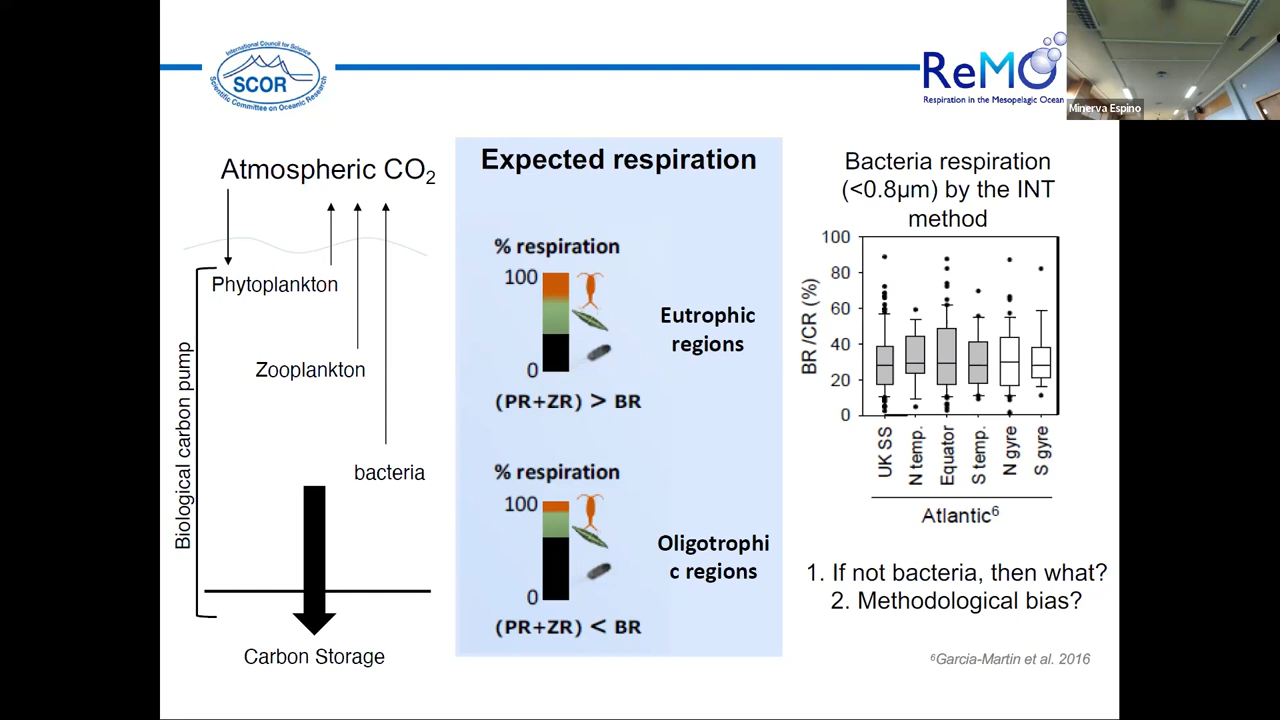 International Council for Science
SCOR
Scientific Committee on Oceanic Research
ReMO
Respiration in the Mesopelagic Ocean
Minerva Espino
Atmospheric CO2
Phytoplankton
Zooplankton
bacteria
Biological carbon pump
Carbon Storage
Expected respiration
% respiration
100
0
Eutrophic
regions
(PR+ZR) > BR
% respiration
100
0
Oligotrophi
c regions
(PR+ZR) < BR
Bacteria respiration
(<0.8µm) by the INT
method
BR /CR (%)
100
80
60
40
20
0
UK SS
N temp.
Equator
S temp.
N gyre
S gyre
Atlantic⁶
1. If not bacteria, then what?
2. Methodological bias?
⁶Garcia-Martin et al. 2016